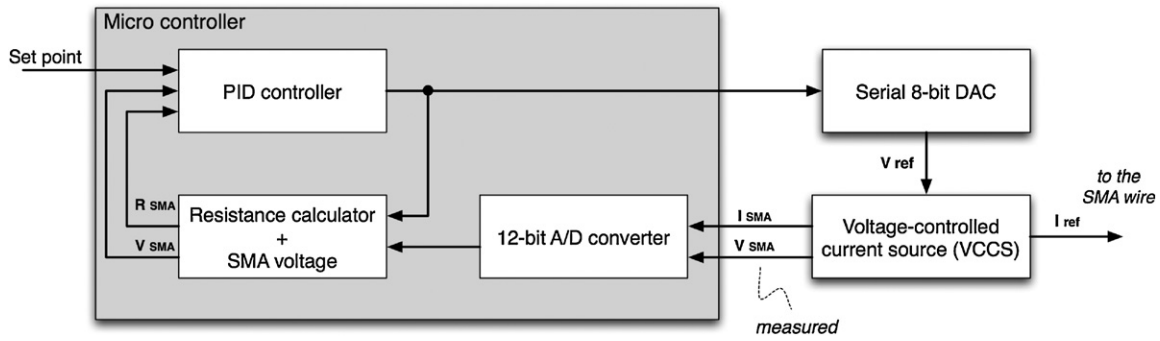 Micro controller
Set point
PID controller
Serial 8-bit DAC
V ref
to the
SMA wire
R SMA
V SMA
Resistance calculator
+
SMA voltage
12-bit A/D converter
I SMA
V SMA
Voltage-controlled
current source (VCCS)
I ref
measured